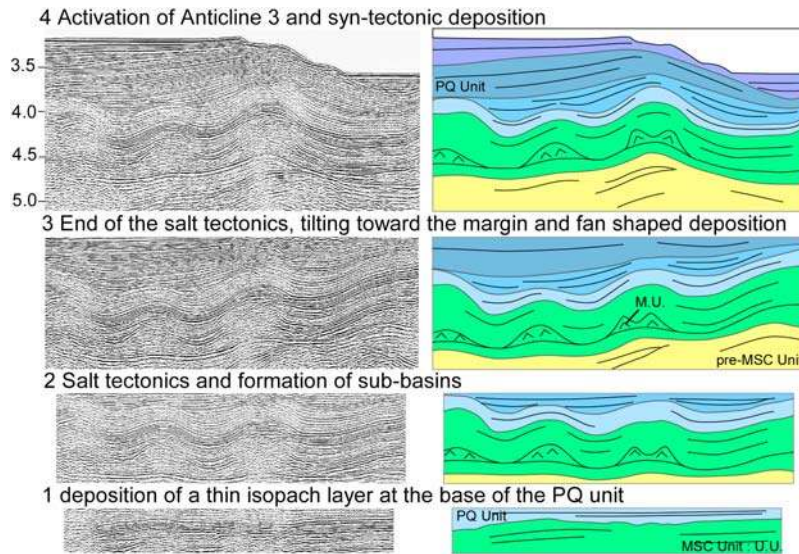 4 Activation of Anticline 3 and syn-tectonic deposition
3.5
4.0
4.5
5.0
PQ Unit
3 End of the salt tectonics, tilting toward the margin and fan shaped deposition
M.U.
pre-MSC Unit
2 Salt tectonics and formation of sub-basins
1 deposition of a thin isopach layer at the base of the PQ unit
PQ Unit
MSC Unit : U.U.